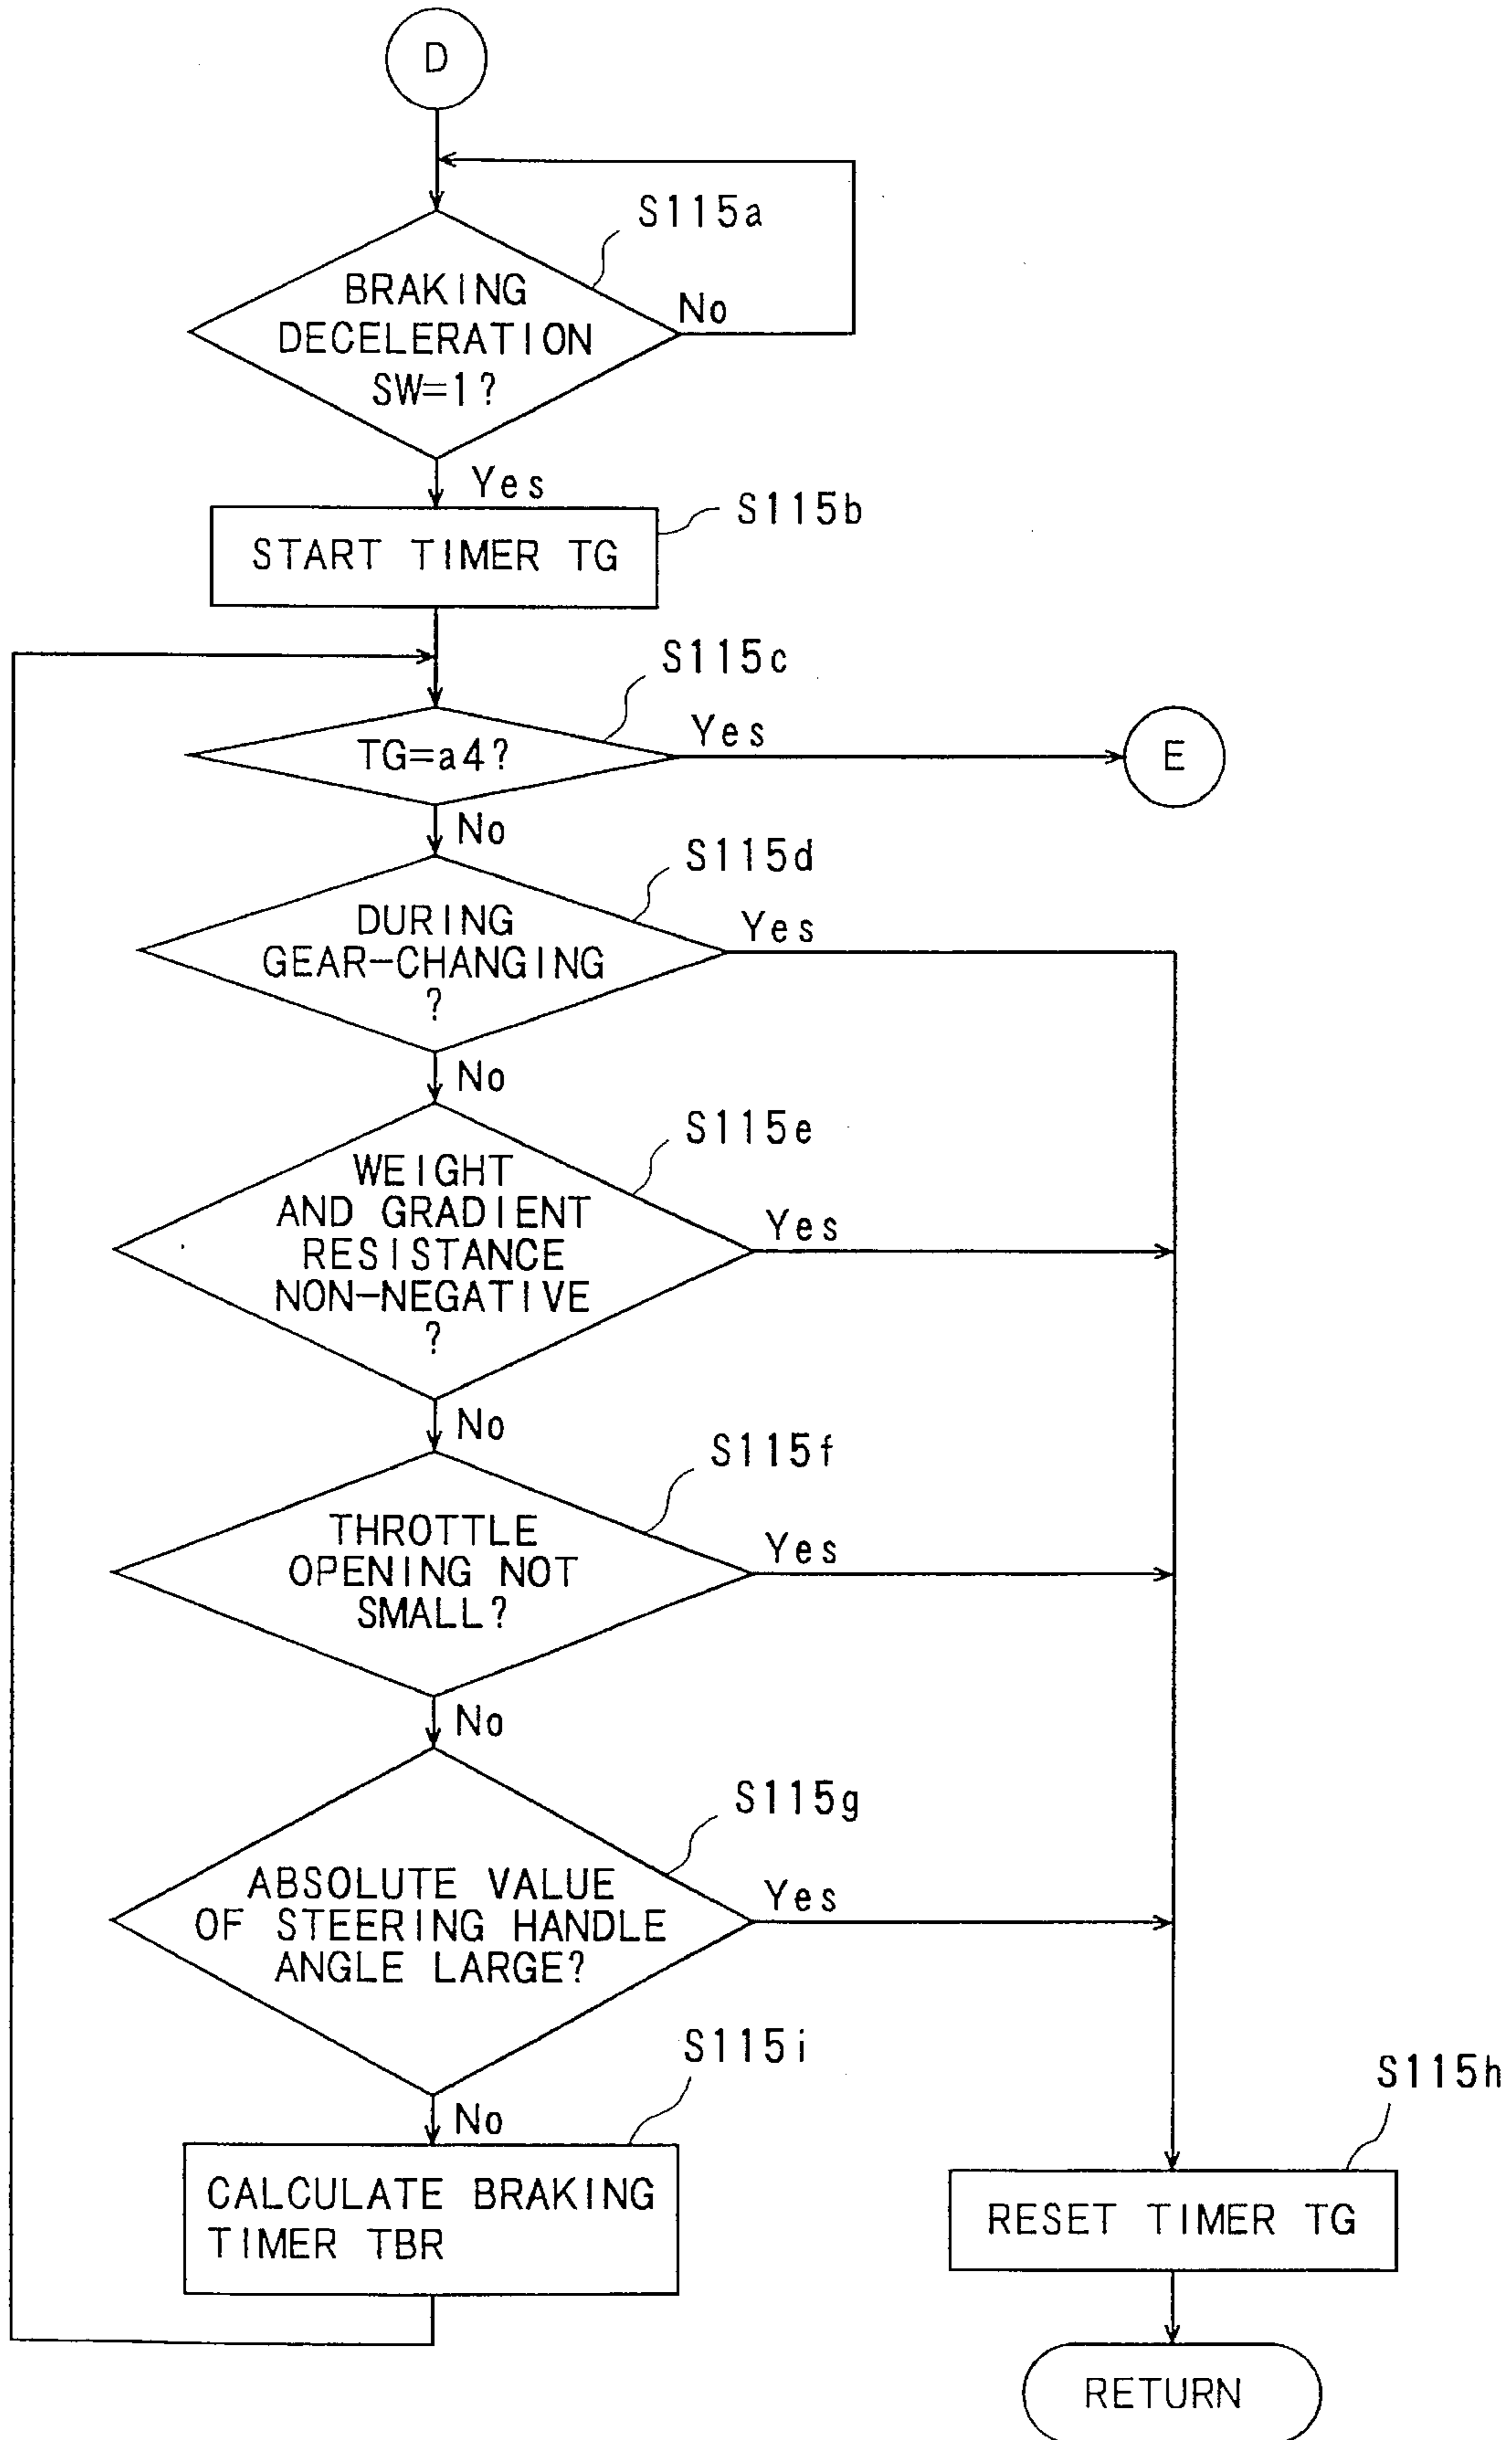 D
S115a
BRAKING
DECELERATION
SW=1?
No
Yes
S115b
START TIMER TG
S115c
TG=a4?
Yes
E
No
S115d
DURING
GEAR-CHANGING
?
Yes
No
S115e
WEIGHT
AND GRADIENT
RESISTANCE
NON-NEGATIVE
?
Yes
No
S115f
THROTTLE
OPENING NOT
SMALL?
Yes
No
S115g
ABSOLUTE VALUE
OF STEERING HANDLE
ANGLE LARGE?
Yes
No
S115i
CALCULATE BRAKING
TIMER TBR
S115h
RESET TIMER TG
RETURN